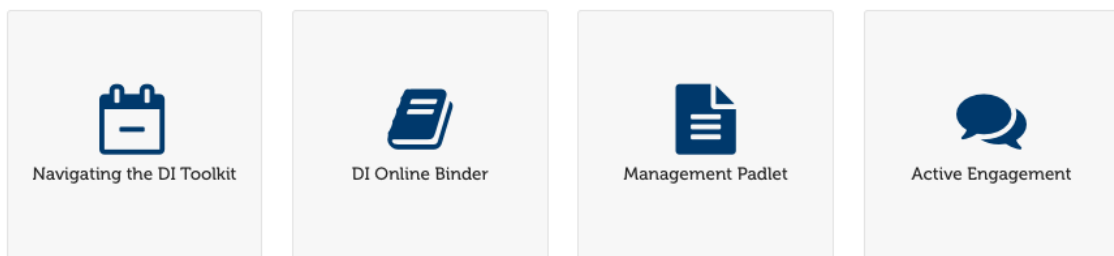 Navigating the DI Toolkit
DI Online Binder
Management Padlet
Active Engagement